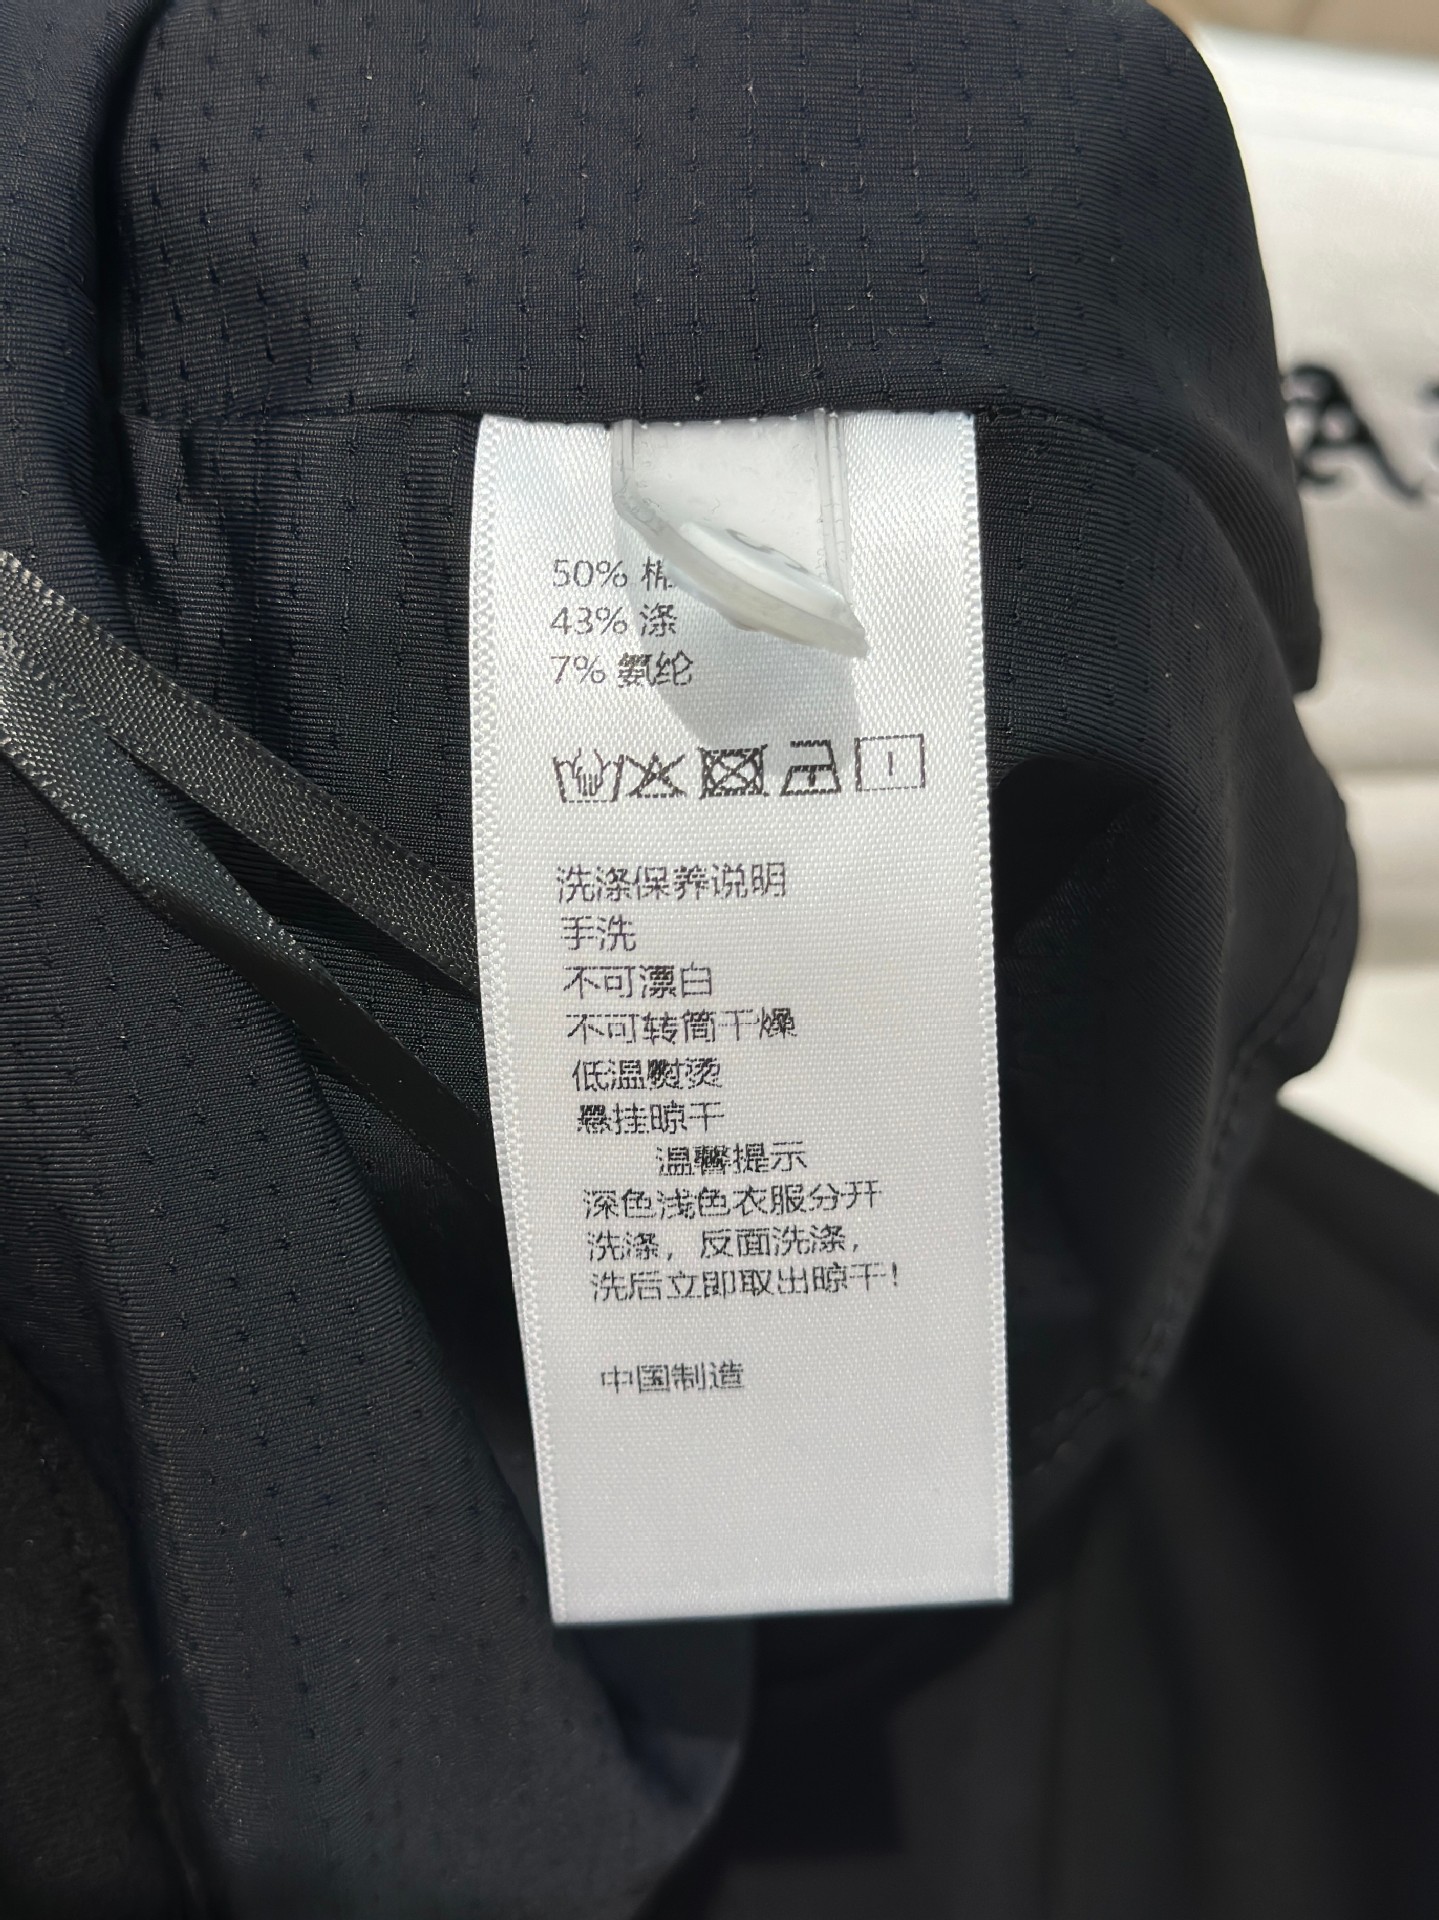 50% 棉
43% 涤
7% 氨纶
洗涤保养说明
手洗
不可漂白
不可转筒干燥
低温熨烫
悬挂晾干
温馨提示
深色浅色衣服分开
洗涤，反面洗涤，
洗后立即取出晾干！
中国制造